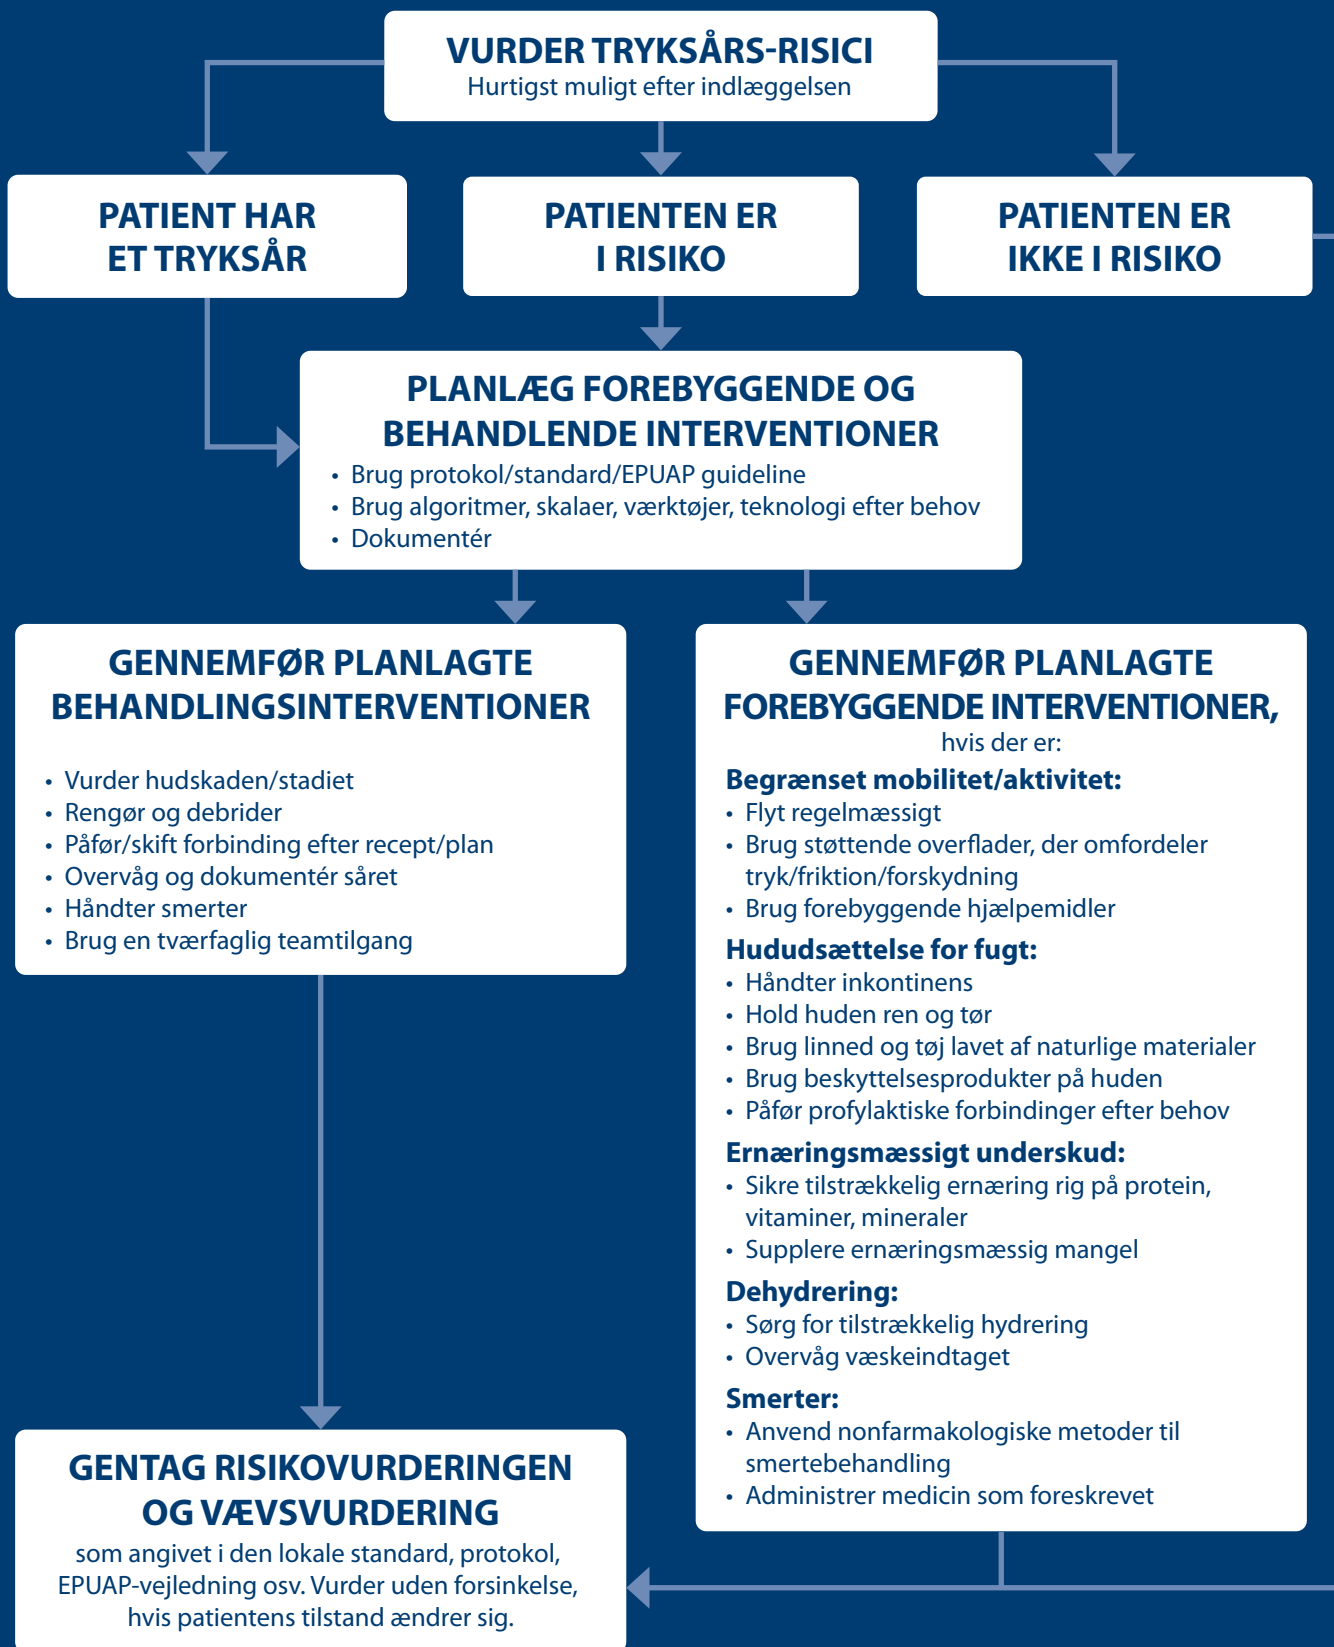 VURDER TRYKSÅRS-RISICI
Hurtigst muligt efter indlæggelsen
PATIENT HAR
ET TRYKSÅR
PATIENTEN ER
I RISIKO
PATIENTEN ER
IKKE I RISIKO
PLANLÆG FOREBYGGENDE OG
BEHANDLENDE INTERVENTIONER
• Brug protokol/standard/EPUAP guideline
• Brug algoritmer, skalaer, værktøjer, teknologi efter behov
• Dokumentér
GENNEMFØR PLANLAGTE
BEHANDLINGSINTERVENTIONER
• Vurder hudskaden/stadiet
• Rengør og debrider
• Påfør/skift forbinding efter recept/plan
• Overvåg og dokumentér såret
• Håndter smerter
• Brug en tværfaglig teamtilgang
GENNEMFØR PLANLAGTE
FOREBYGGENDE INTERVENTIONER,
hvis der er:
Begrænset mobilitet/aktivitet:
• Flyt regelmæssigt
• Brug støttende overflader, der omfordeler
tryk/friktion/forskydning
• Brug forebyggende hjælpemidler
Hududsættelse for fugt:
• Håndter inkontinens
• Hold huden ren og tør
• Brug linned og tøj lavet af naturlige materialer
• Brug beskyttelsesprodukter på huden
• Påfør profylaktiske forbindinger efter behov
Ernæringsmæssigt underskud:
• Sikre tilstrækkelig ernæring rig på protein,
vitaminer, mineraler
• Supplere ernæringsmæssig mangel
Dehydrering:
• Sørg for tilstrækkelig hydrering
• Overvåg væskeindtaget
Smerter:
• Anvend nonfarmakologiske metoder til
smertebehandling
• Administrer medicin som foreskrevet
GENTAG RISIKOVURDERINGEN
OG VÆVSVURDERING
som angivet i den lokale standard, protokol,
EPUAP-vejledning osv. Vurder uden forsinkelse,
hvis patientens tilstand ændrer sig.